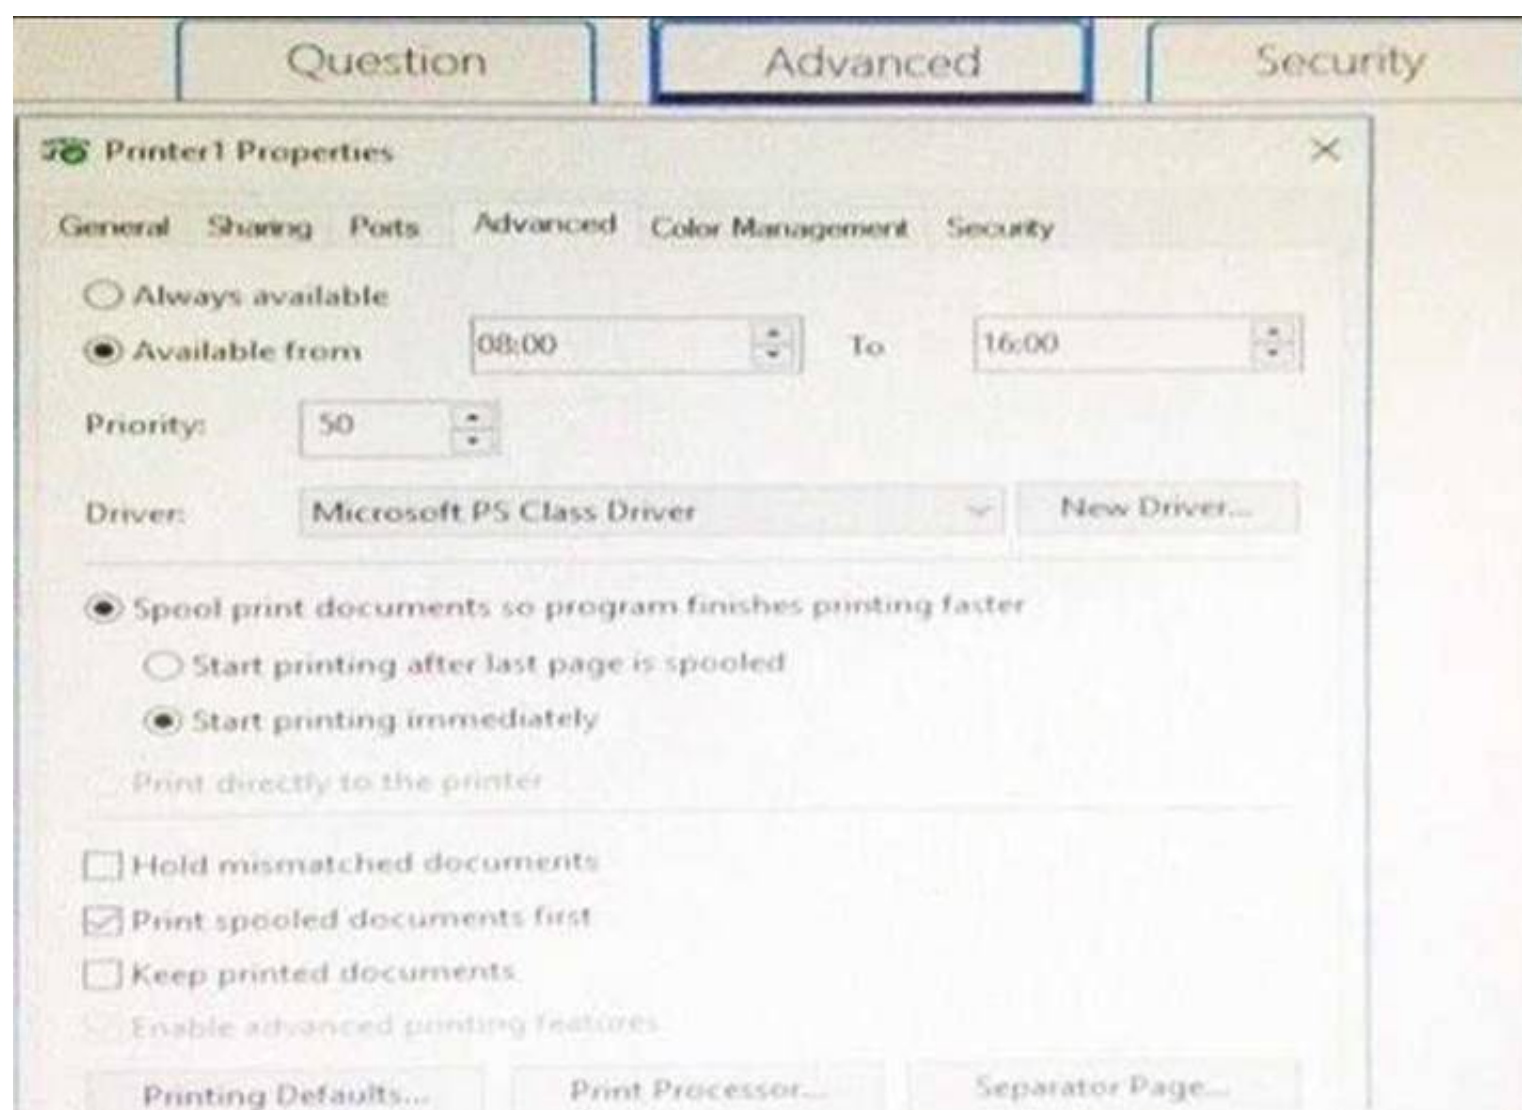 Question Advanced Security
Printer1 Properties
General Sharing Ports Advanced Color Management Security
Always available
Available from 08:00 To 16:00
Priority: 50
Driver: Microsoft PS Class Driver New Driver...
Spool print documents so program finishes printing faster
Start printing after last page is spooled
Start printing immediately
Print directly to the printer
Hold mismatched documents
Print spooled documents first
Keep printed documents
Enable advanced printing features
Printing Defaults... Print Processor... Separator Page...